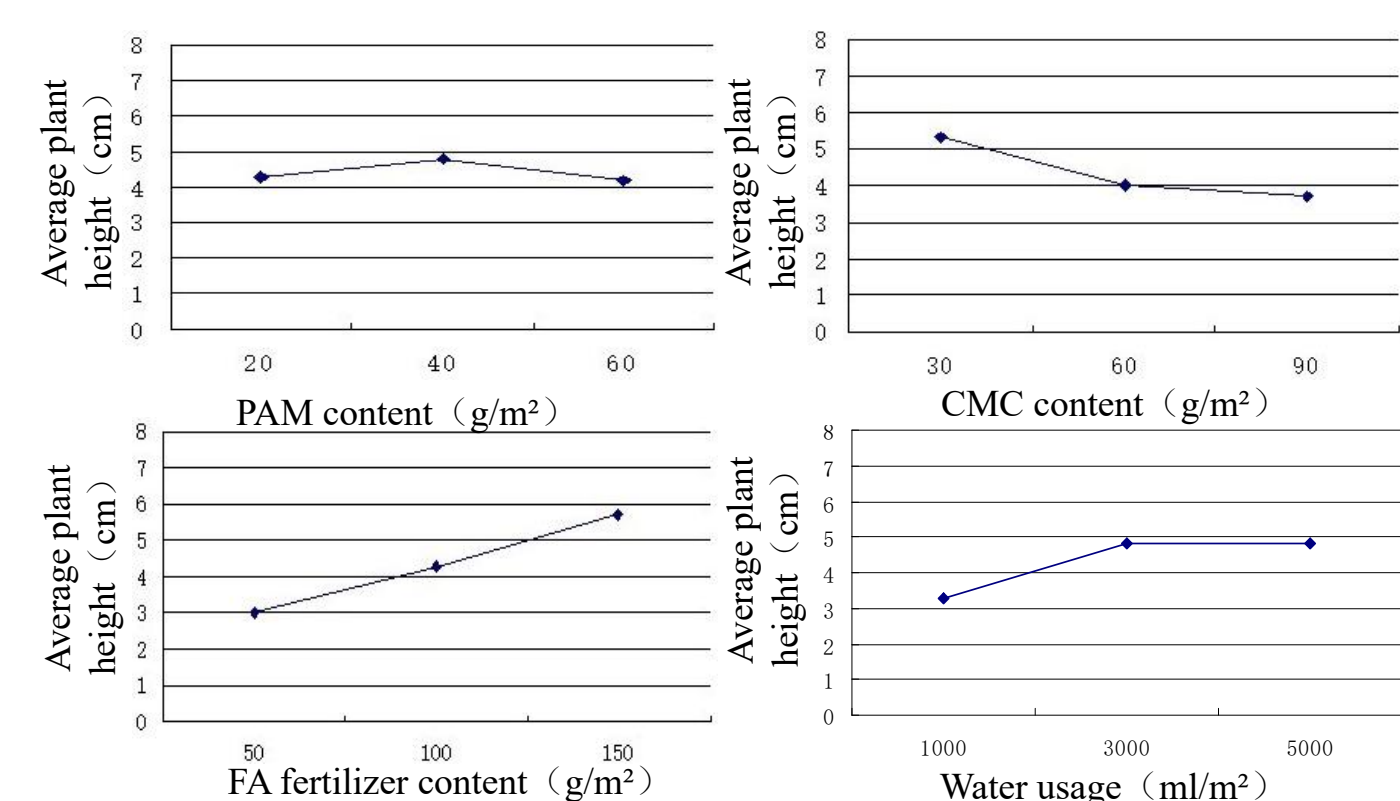 Average plant
height（cm）
8
7
6
5
4
3
2
1
0
20 40 60
PAM content（g/m²）
Average plant
height（cm）
8
7
6
5
4
3
2
1
0
30 60 90
CMC content（g/m²）
Average plant
height（cm）
8
7
6
5
4
3
2
1
0
50 100 150
FA fertilizer content（g/m²）
Average plant
height（cm）
8
7
6
5
4
3
2
1
0
1000 3000 5000
Water usage（ml/m²）